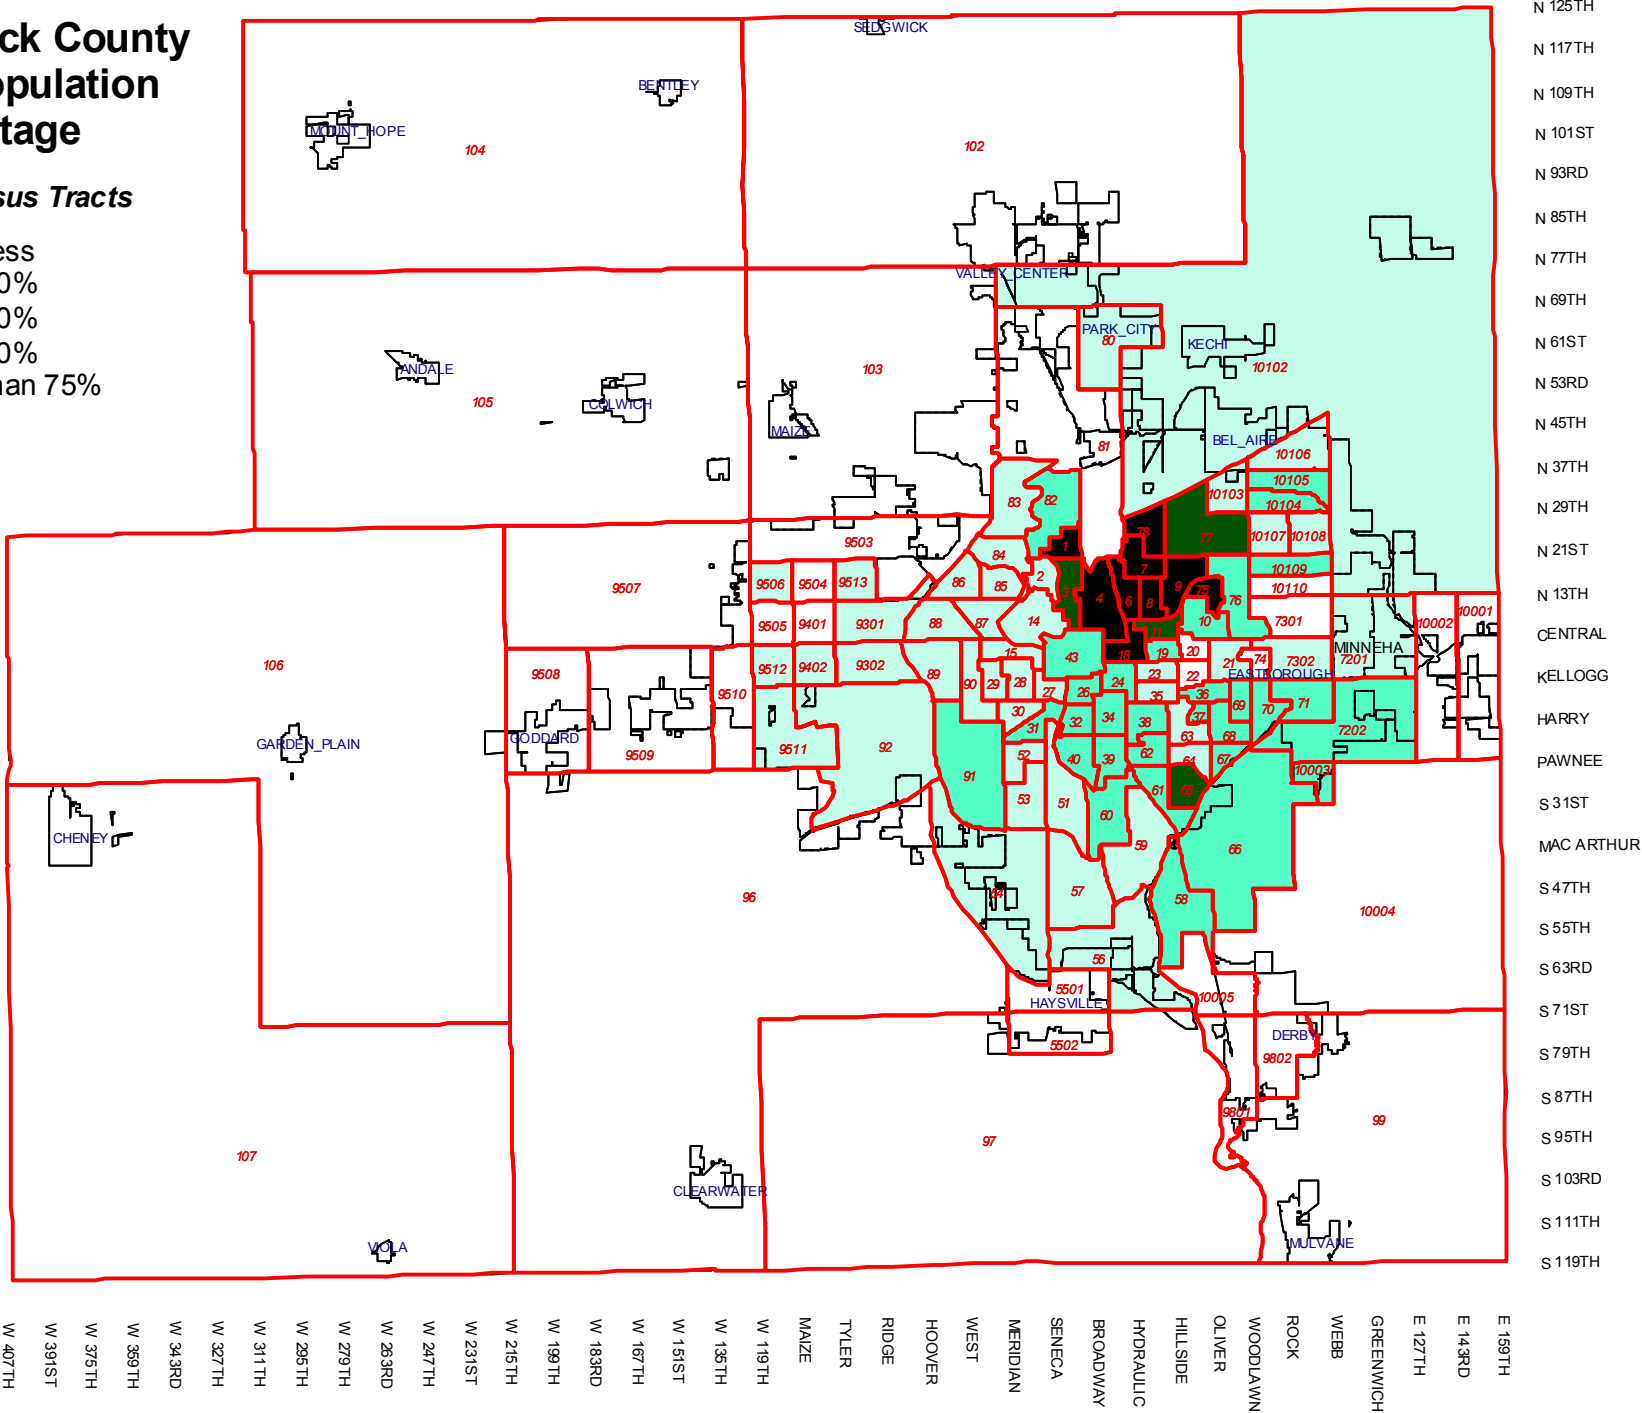 ck County
opulation
tage
sus Tracts
ess
0%
0%
0%
han 75%
N 125TH
N 117TH
N 109TH
N 101ST
N 93RD
N 85TH
N 77TH
N 69TH
N 61ST
N 53RD
N 45TH
N 37TH
N 29TH
N 21ST
N 13TH
CENTRAL
KELLOGG
HARRY
PAWNEE
S 31ST
MAC ARTHUR
S 47TH
S 55TH
S 63RD
S 71ST
S 79TH
S 87TH
S 95TH
S 103RD
S 111TH
S 119TH
SEDGWICK
BENTLEY
MOUNT_HOPE
104
102
VALLEY_CENTER
PARK_CITY
80
KECHI
10102
103
ANDALE
105
COLWICH
MAIZE
81
BEL_AIRE
10106
10105
10103
10104
83
82
78
77
10107
10108
9503
1
84
7
10109
9507
9506
9504
9513
86
85
2
3
4
6
8
9
75
76
10110
10001
9505
9401
9301
88
87
14
11
10
7301
10002
MINNEHA
106
9508
9512
9402
9302
89
15
43
18
19
20
21
74
7302
7201
EASTBOROUGH
9510
90
29
28
27
26
24
23
22
35
36
69
70
71
30
31
32
34
38
37
7202
GARDEN_PLAIN
GODDARD
9509
9511
92
91
52
40
39
62
63
68
64
67
10003
53
51
61
65
60
CHENEY
59
66
96
54
57
58
10004
56
5501
HAYSVILLE
10005
5502
DERBY
9802
9801
99
97
107
CLEARWATER
VIOLA
MULVANE
W 407TH
W 391ST
W 375TH
W 359TH
W 343RD
W 327TH
W 311TH
W 295TH
W 279TH
W 263RD
W 247TH
W 231ST
W 215TH
W 199TH
W 183RD
W 167TH
W 151ST
W 135TH
W 119TH
MAIZE
TYLER
RIDGE
HOOVER
WEST
MERIDIAN
SENECA
BROADWAY
HYDRAULIC
HILLSIDE
OLIVER
WOODLAWN
ROCK
WEBB
GREENWICH
E 127TH
E 143RD
E 159TH